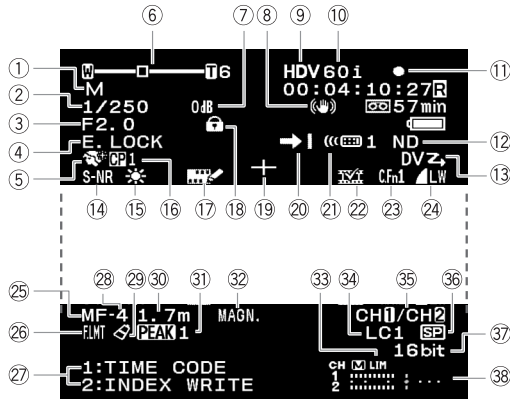 ⑥ ⑦ ⑧ ⑨ ⑩
W T6 HDV60i
① M 00:04:10:27R ⑪
② 1/250 0dB 57min
③ F2.0
④ E. LOCK ⑱ 1 ND ⑫
⑤ CP1 DV ⑬
S-NR C.Fn1 LW
⑭ ⑮ ⑯ ⑰ ⑲ ⑳ ㉑ ㉒ ㉓ ㉔
㉘ ㉙ ㉚ ㉛ ㉜ ㉝ ㉞ ㉟ ㊱
㉕ MF-4 1.7m MAGN. CH1/CH2
㉖ F.LMT PEAK 1 LC1 SP
16bit ㊲
㉗ 1:TIME CODE CH M LIM
2:INDEX WRITE 1
2 ㊳